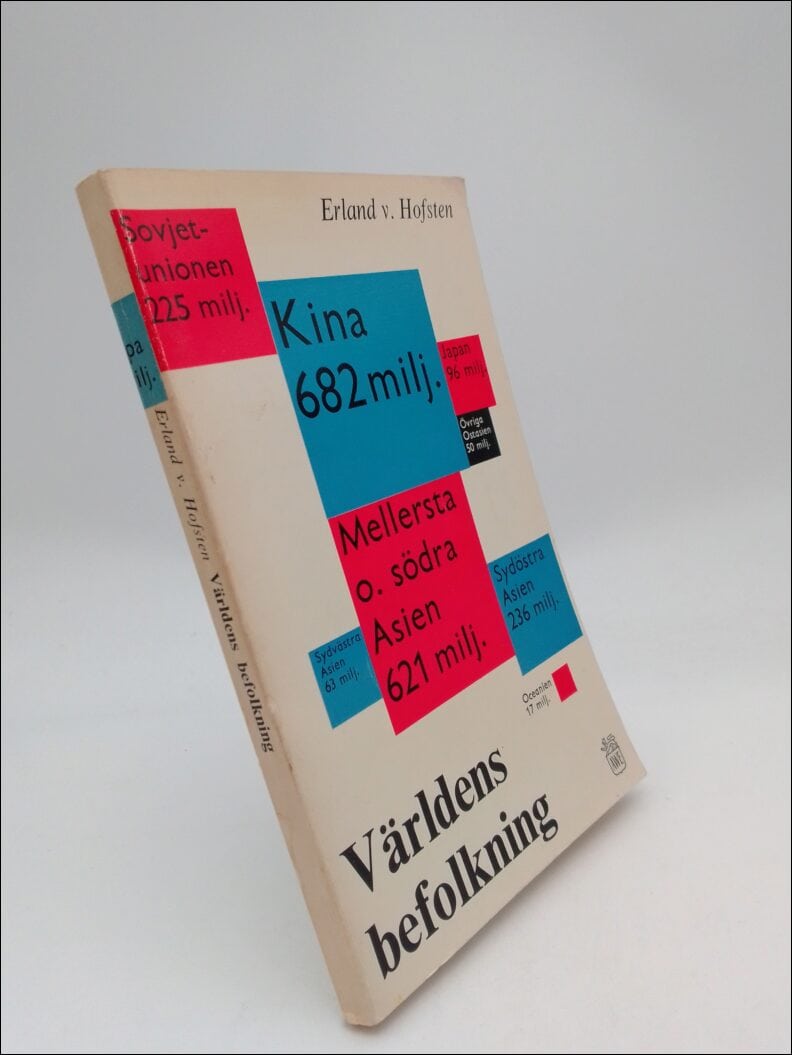 Erland v. Hofsten
Sovjet-
unionen
225 milj.
Kina
682 milj.
Japan
96 milj.
Övriga
Ostasien
50 milj.
Mellersta
o. södra
Asien
621 milj.
Sydöstra
Asien
236 milj.
Sydvästra
Asien
63 milj.
Oceanien
17 milj.
AWE
Världens
befolkning
pa
ilj.
Erland v. Hofsten Världens befolkning